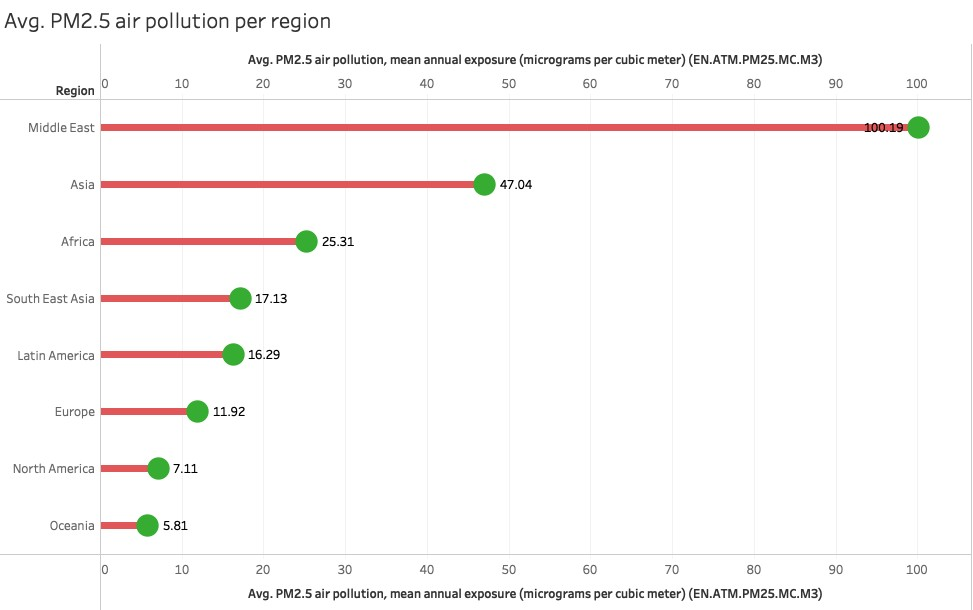 Avg. PM2.5 air pollution per region
Avg. PM2.5 air pollution, mean annual exposure (micrograms per cubic meter) (EN.ATM.PM25.MC.M3)
Region 0 10 20 30 40 50 60 70 80 90 100
Middle East 100.19
Asia 47.04
Africa 25.31
South East Asia 17.13
Latin America 16.29
Europe 11.92
North America 7.11
Oceania 5.81
0 10 20 30 40 50 60 70 80 90 100
Avg. PM2.5 air pollution, mean annual exposure (micrograms per cubic meter) (EN.ATM.PM25.MC.M3)